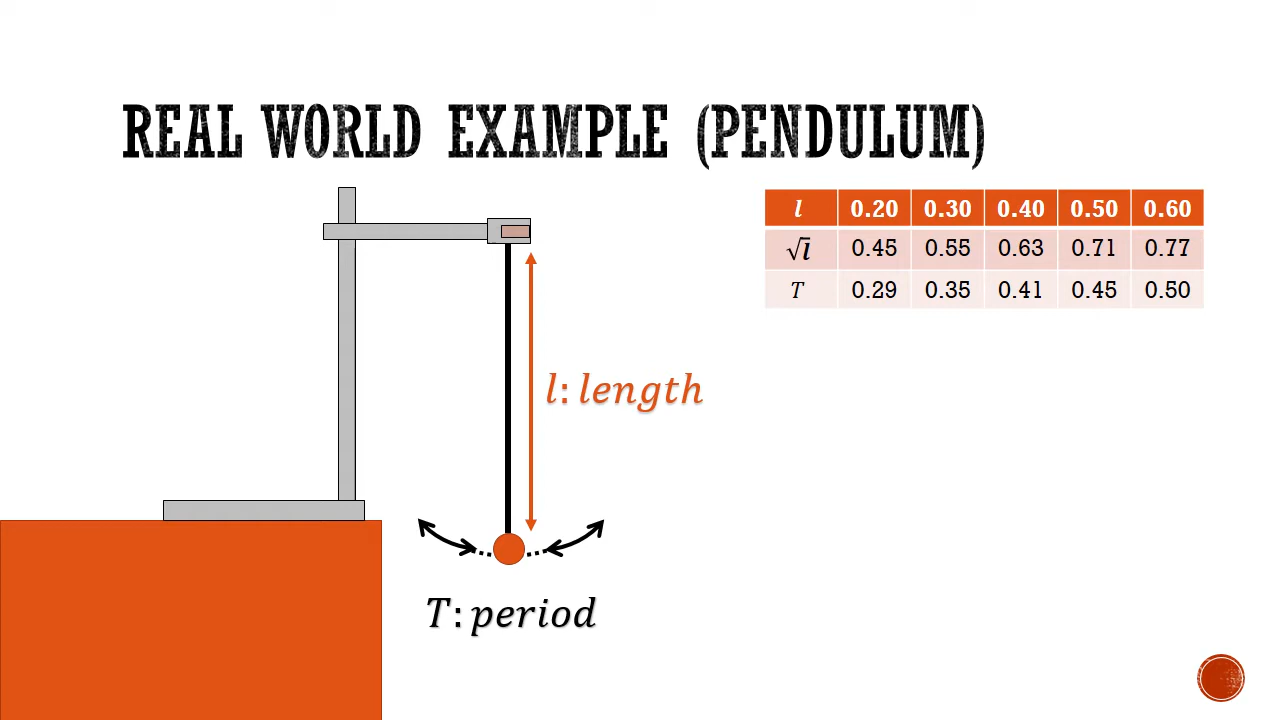 REAL WORLD EXAMPLE (PENDULUM)
l 0.20 0.30 0.40 0.50 0.60
√l 0.45 0.55 0.63 0.71 0.77
T 0.29 0.35 0.41 0.45 0.50
l: length
T: period